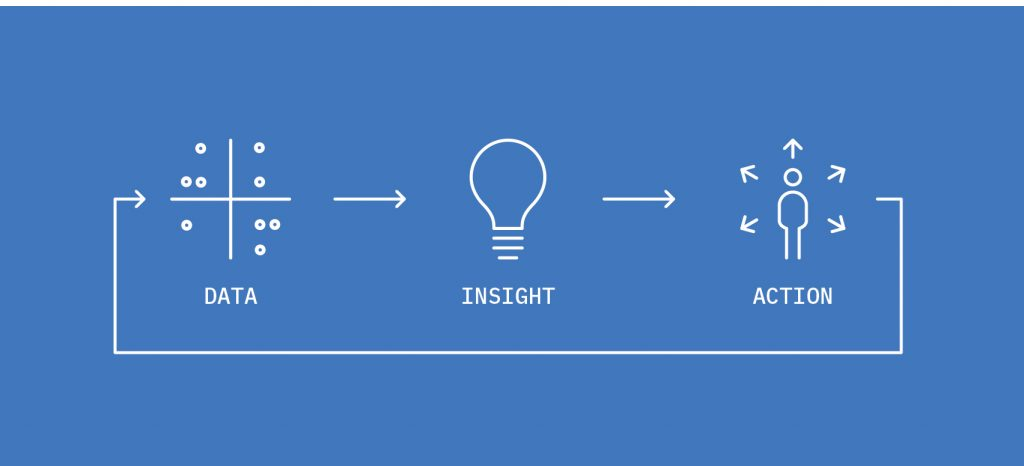 DATA
INSIGHT
ACTION